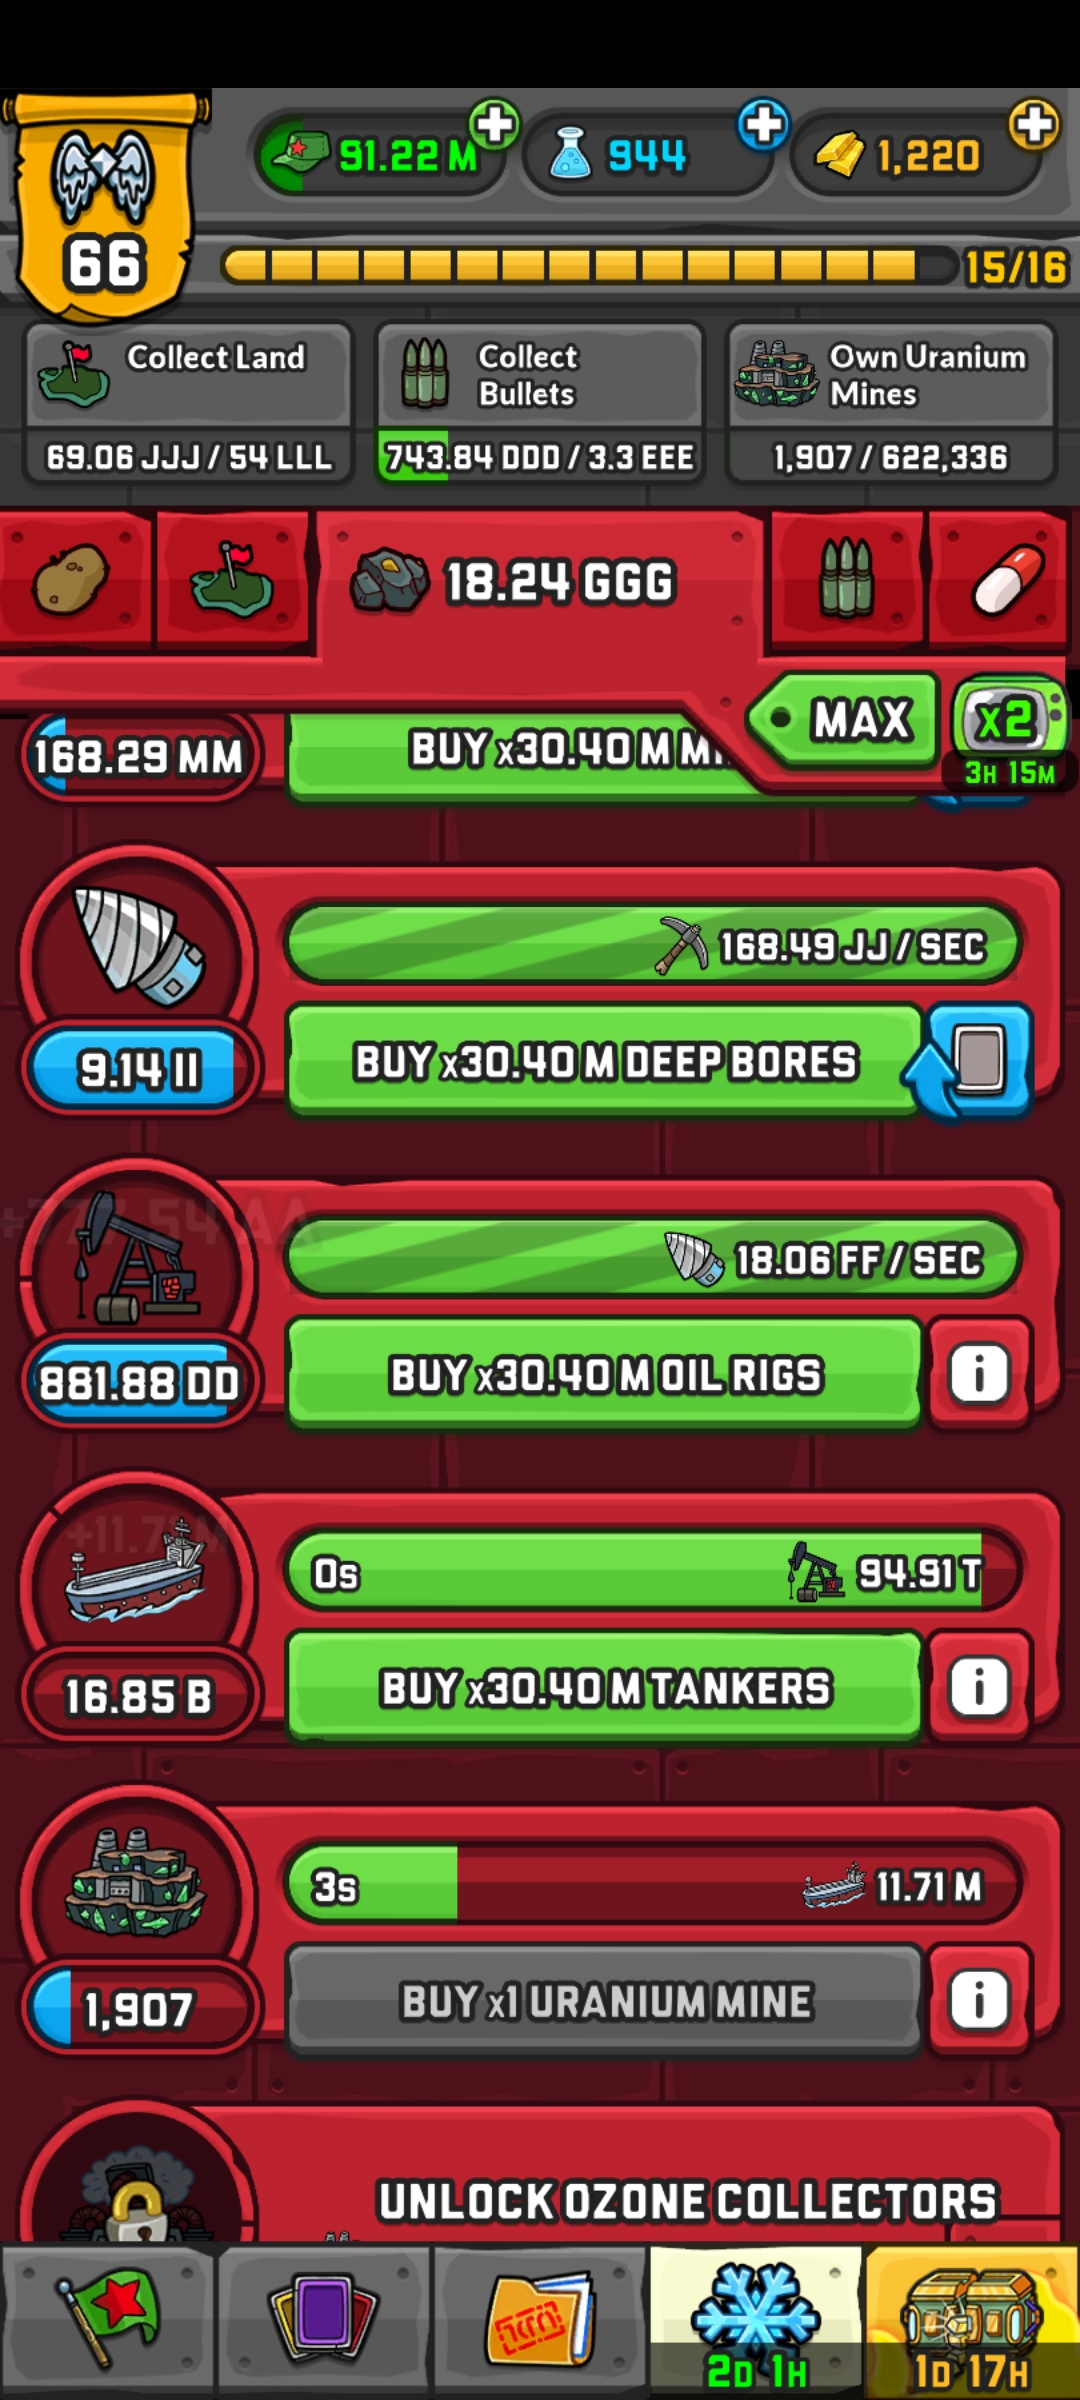 91.22 M
944
1,220
66
15/16
Collect Land
Collect
Bullets
Own Uranium
Mines
69.06 JJJ / 54 LLL
743.84 DDD / 3.3 EEE
1,907 / 622,336
18.24 GGG
MAX
x2
3H 15M
168.29 MM
BUY x30.40 M
168.49 JJ / SEC
9.14 II
BUY x30.40 M DEEP BORES
18.06 FF / SEC
881.88 DD
BUY x30.40 M OIL RIGS
0s
94.91 T
16.85 B
BUY x30.40 M TANKERS
3s
11.71 M
1,907
BUY x1 URANIUM MINE
UNLOCK OZONE COLLECTORS
2D 1H
1D 17H